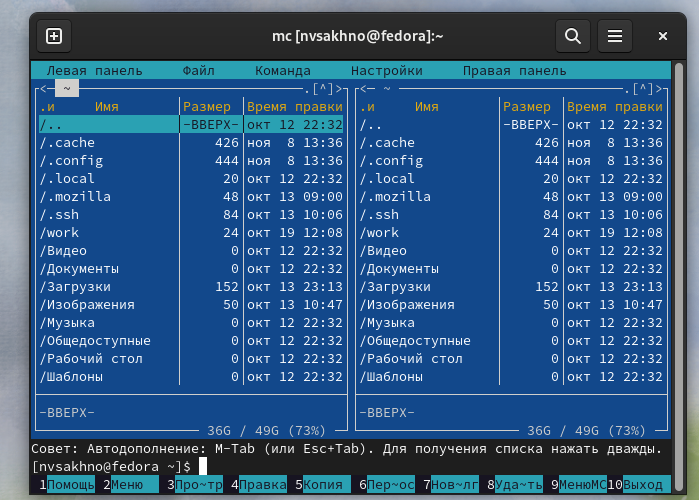 mc [nvsakhno@fedora]:~
Левая панель Файл Команда Настройки Правая панель
<─ ~ .[^]> <─ ~ .[^]>
.и Имя Размер Время правки .и Имя Размер Время правки
/.. -ВВЕРХ- окт 12 22:32 /.. -ВВЕРХ- окт 12 22:32
/.cache 426 ноя 8 13:36 /.cache 426 ноя 8 13:36
/.config 444 ноя 8 13:36 /.config 444 ноя 8 13:36
/.local 20 окт 12 22:32 /.local 20 окт 12 22:32
/.mozilla 48 окт 13 09:00 /.mozilla 48 окт 13 09:00
/.ssh 84 окт 13 10:06 /.ssh 84 окт 13 10:06
/work 24 окт 19 12:08 /work 24 окт 19 12:08
/Видео 0 окт 12 22:32 /Видео 0 окт 12 22:32
/Документы 0 окт 12 22:32 /Документы 0 окт 12 22:32
/Загрузки 152 окт 13 23:13 /Загрузки 152 окт 13 23:13
/Изображения 50 окт 13 10:47 /Изображения 50 окт 13 10:47
/Музыка 0 окт 12 22:32 /Музыка 0 окт 12 22:32
/Общедоступные 0 окт 12 22:32 /Общедоступные 0 окт 12 22:32
/Рабочий стол 0 окт 12 22:32 /Рабочий стол 0 окт 12 22:32
/Шаблоны 0 окт 12 22:32 /Шаблоны 0 окт 12 22:32
-ВВЕРХ- -ВВЕРХ-
36G / 49G (73%) 36G / 49G (73%)
Совет: Автодополнение: M-Tab (или Esc+Tab). Для получения списка нажать дважды.
[nvsakhno@fedora ~]$
1Помощь 2Меню 3Про~тр 4Правка 5Копия 6Пер~ос 7Нов~лг 8Уда~ть 9МенюMC 10Выход